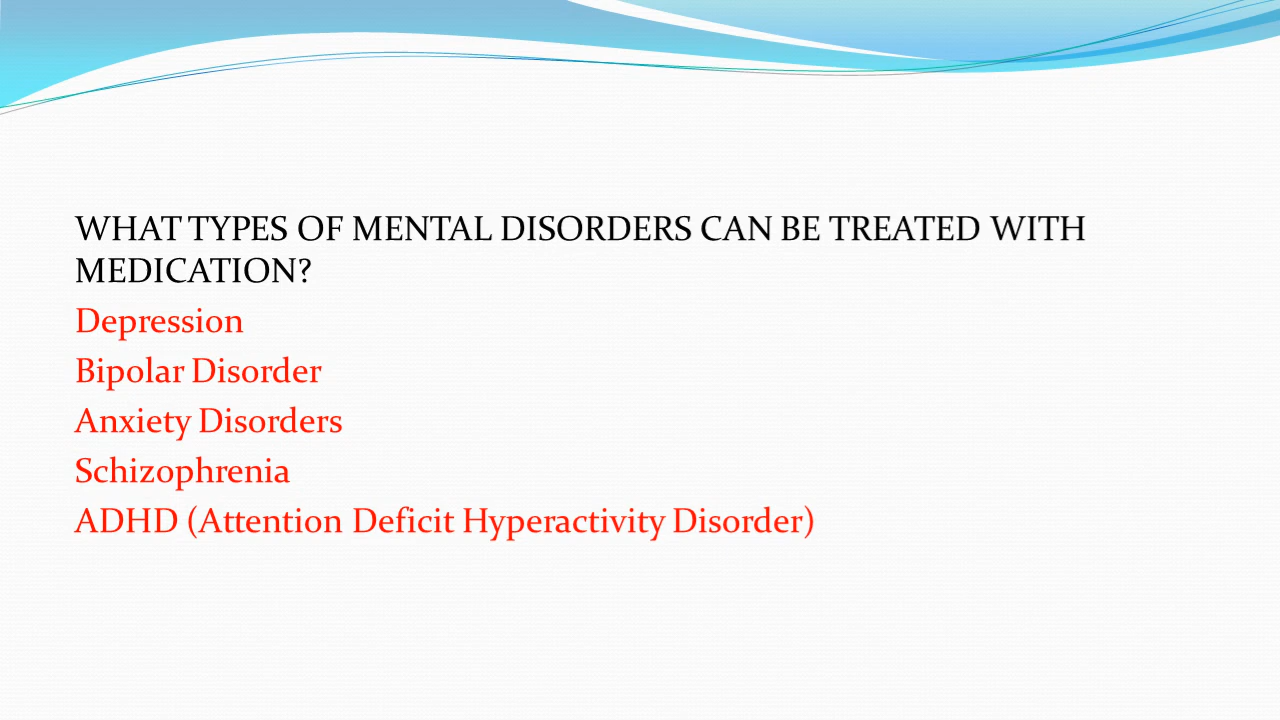 WHAT TYPES OF MENTAL DISORDERS CAN BE TREATED WITH
MEDICATION?
Depression
Bipolar Disorder
Anxiety Disorders
Schizophrenia
ADHD (Attention Deficit Hyperactivity Disorder)